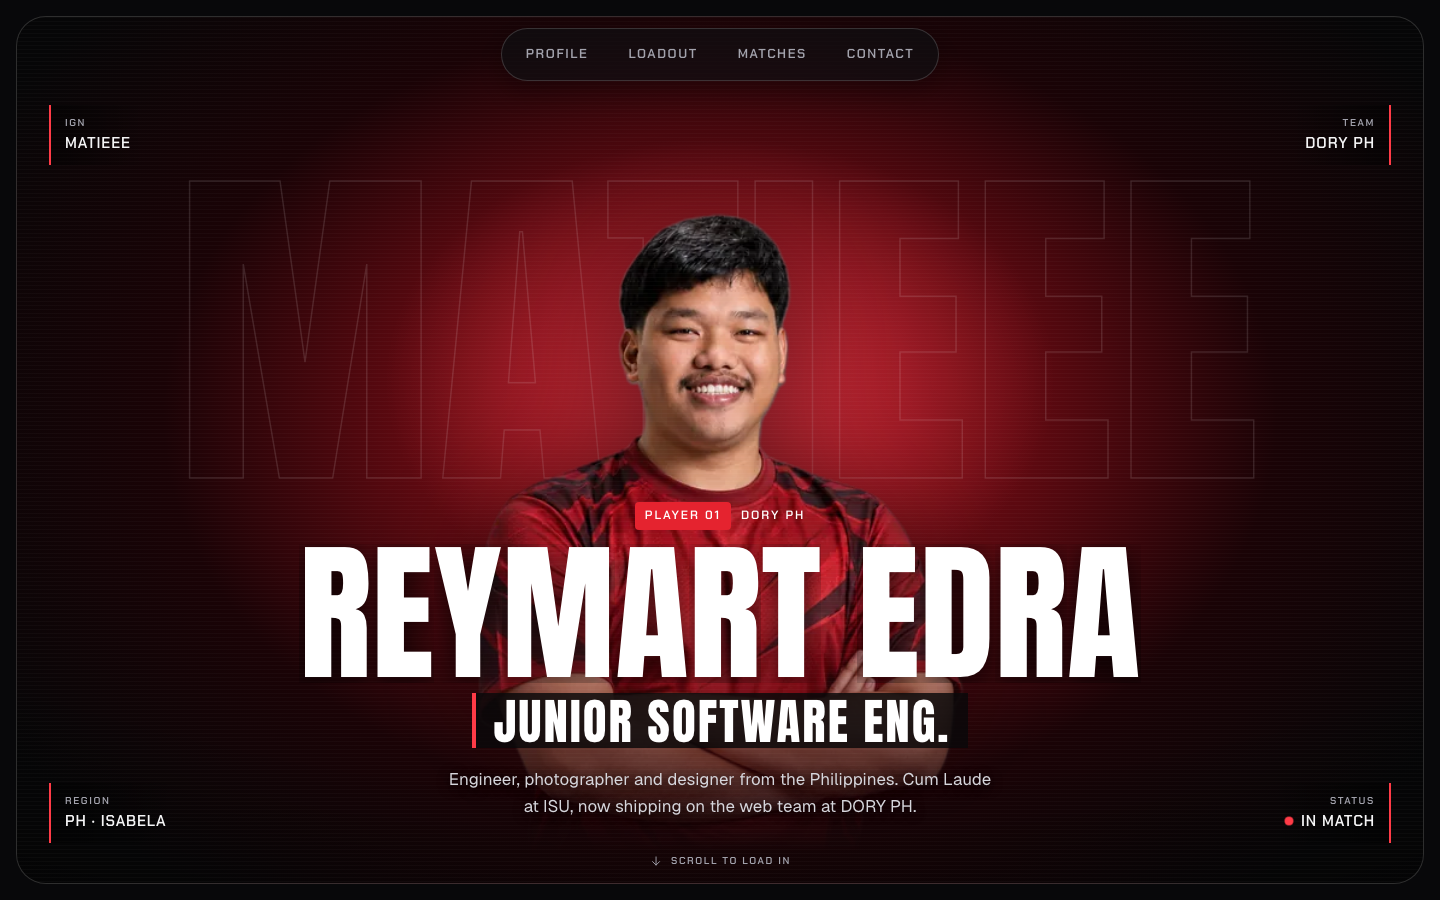 PROFILE LOADOUT MATCHES CONTACT
IGN
MATIEEE
TEAM
DORY PH
MATIEEE
PLAYER 01 DORY PH
REYMART EDRA
JUNIOR SOFTWARE ENG.
Engineer, photographer and designer from the Philippines. Cum Laude
at ISU, now shipping on the web team at DORY PH.
REGION
PH · ISABELA
STATUS
IN MATCH
↓ SCROLL TO LOAD IN